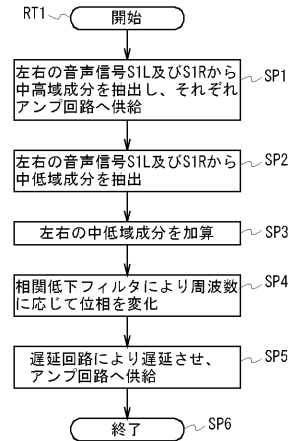 RT1
開始
左右の音声信号S1L及びS1Rから
中高域成分を抽出し、それぞれ
アンプ回路へ供給
SP1
左右の音声信号S1L及びS1Rから
中低域成分を抽出
SP2
左右の中低域成分を加算
SP3
相関低下フィルタにより周波数
に応じて位相を変化
SP4
遅延回路により遅延させ、
アンプ回路へ供給
SP5
終了
SP6